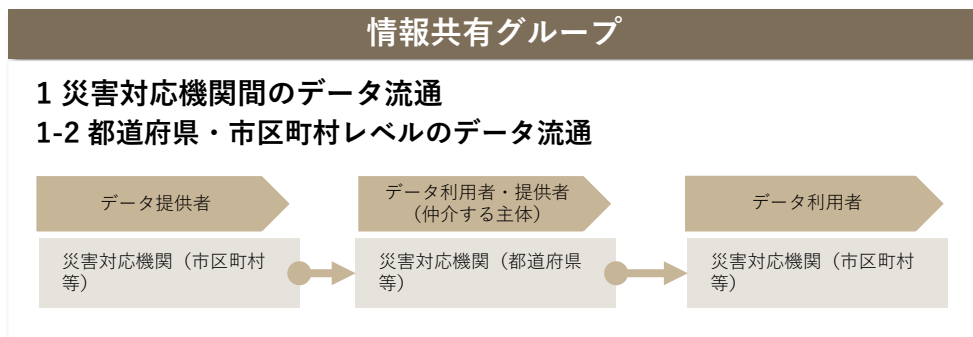 情報共有グループ
1 災害対応機関間のデータ流通
1-2 都道府県・市区町村レベルのデータ流通
データ提供者
データ利用者・提供者
（仲介する主体）
データ利用者
災害対応機関（市区町村
等）
災害対応機関（都道府県
等）
災害対応機関（市区町村
等）